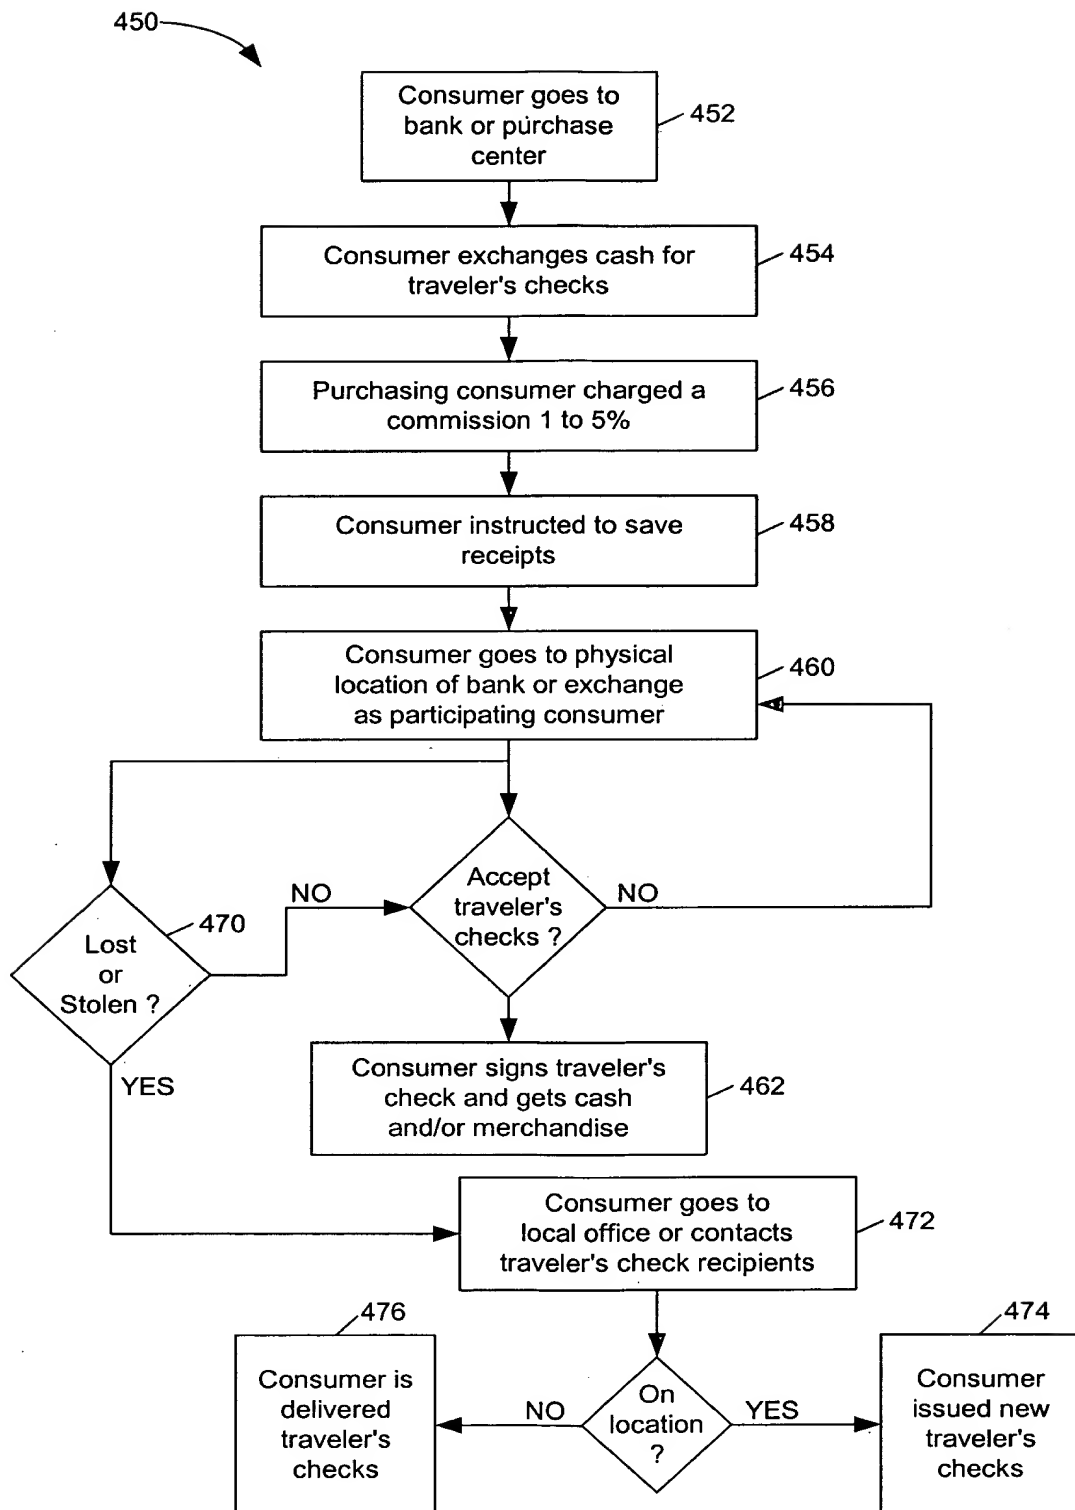 450
Consumer goes to
bank or purchase
center
452
Consumer exchanges cash for
traveler's checks
454
Purchasing consumer charged a
commission 1 to 5%
456
Consumer instructed to save
receipts
458
Consumer goes to physical
location of bank or exchange
as participating consumer
460
Accept
traveler's
checks ?
NO
NO
470
Lost
or
Stolen ?
YES
Consumer signs traveler's
check and gets cash
and/or merchandise
462
Consumer goes to
local office or contacts
traveler's check recipients
472
476
474
Consumer is
delivered
traveler's
checks
NO
On
location
?
YES
Consumer
issued new
traveler's
checks